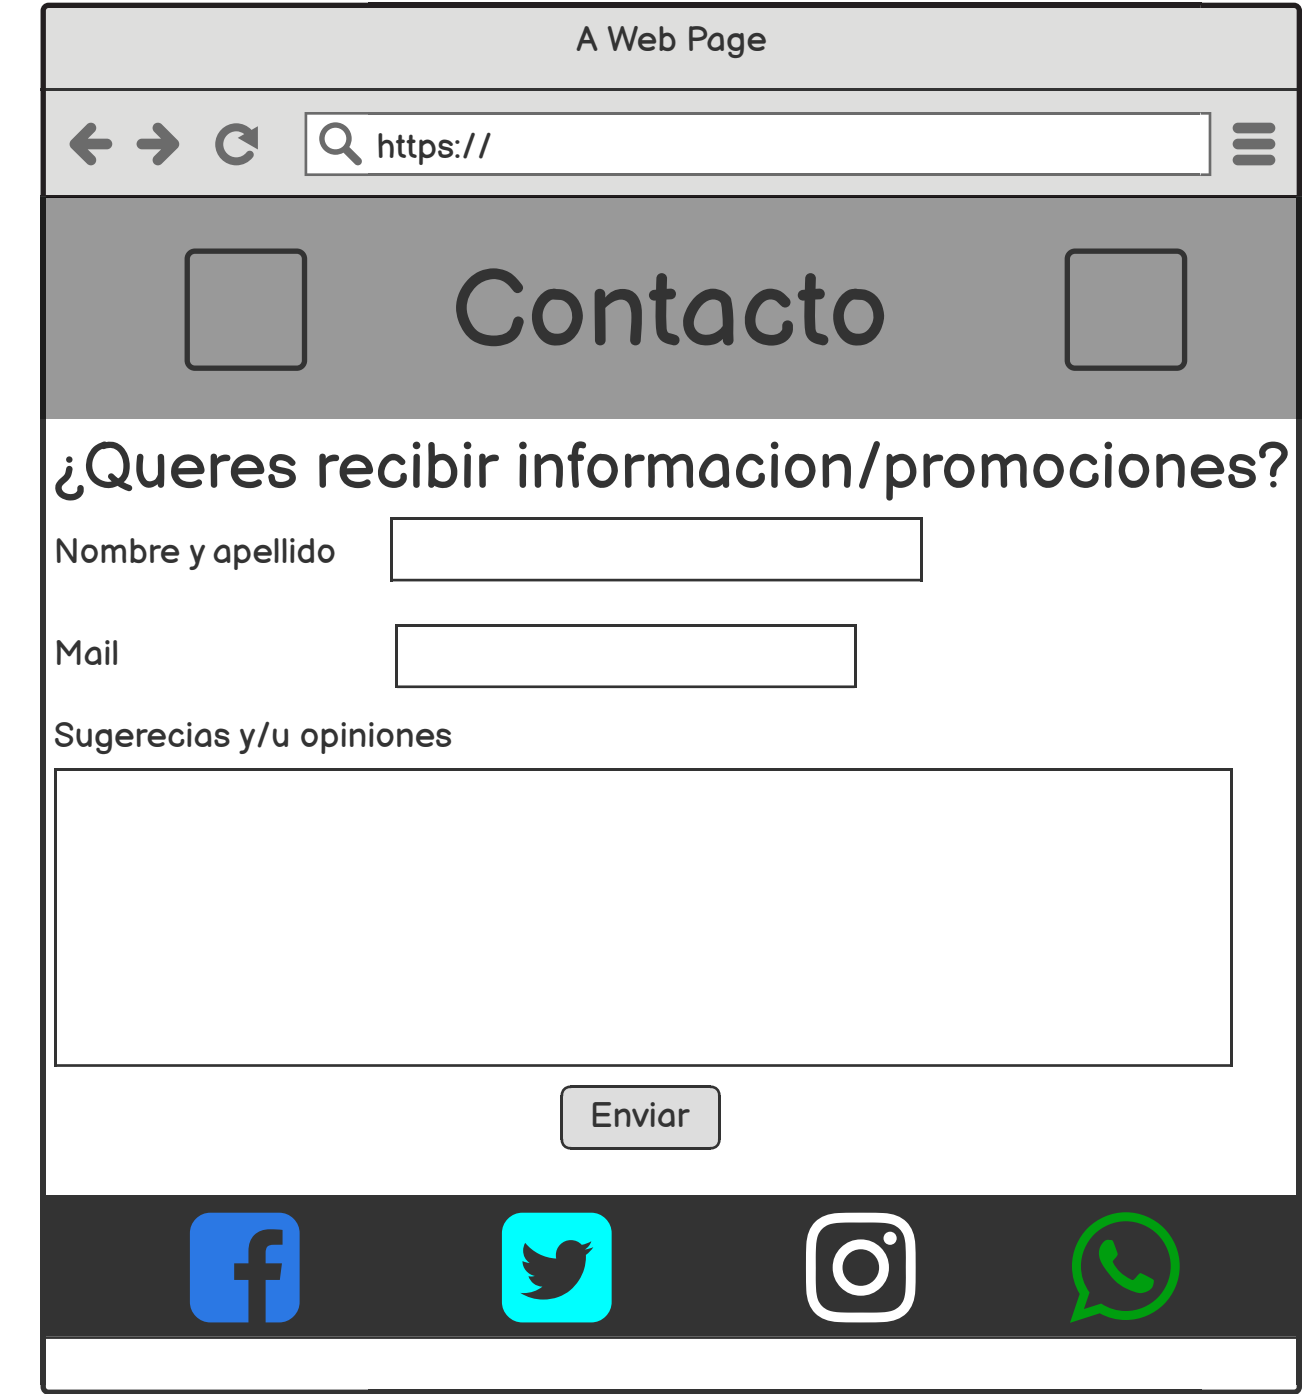 A Web Page
https://
Contacto
¿Queres recibir informacion/promociones?
Nombre y apellido
Mail
Sugerecias y/u opiniones
Enviar